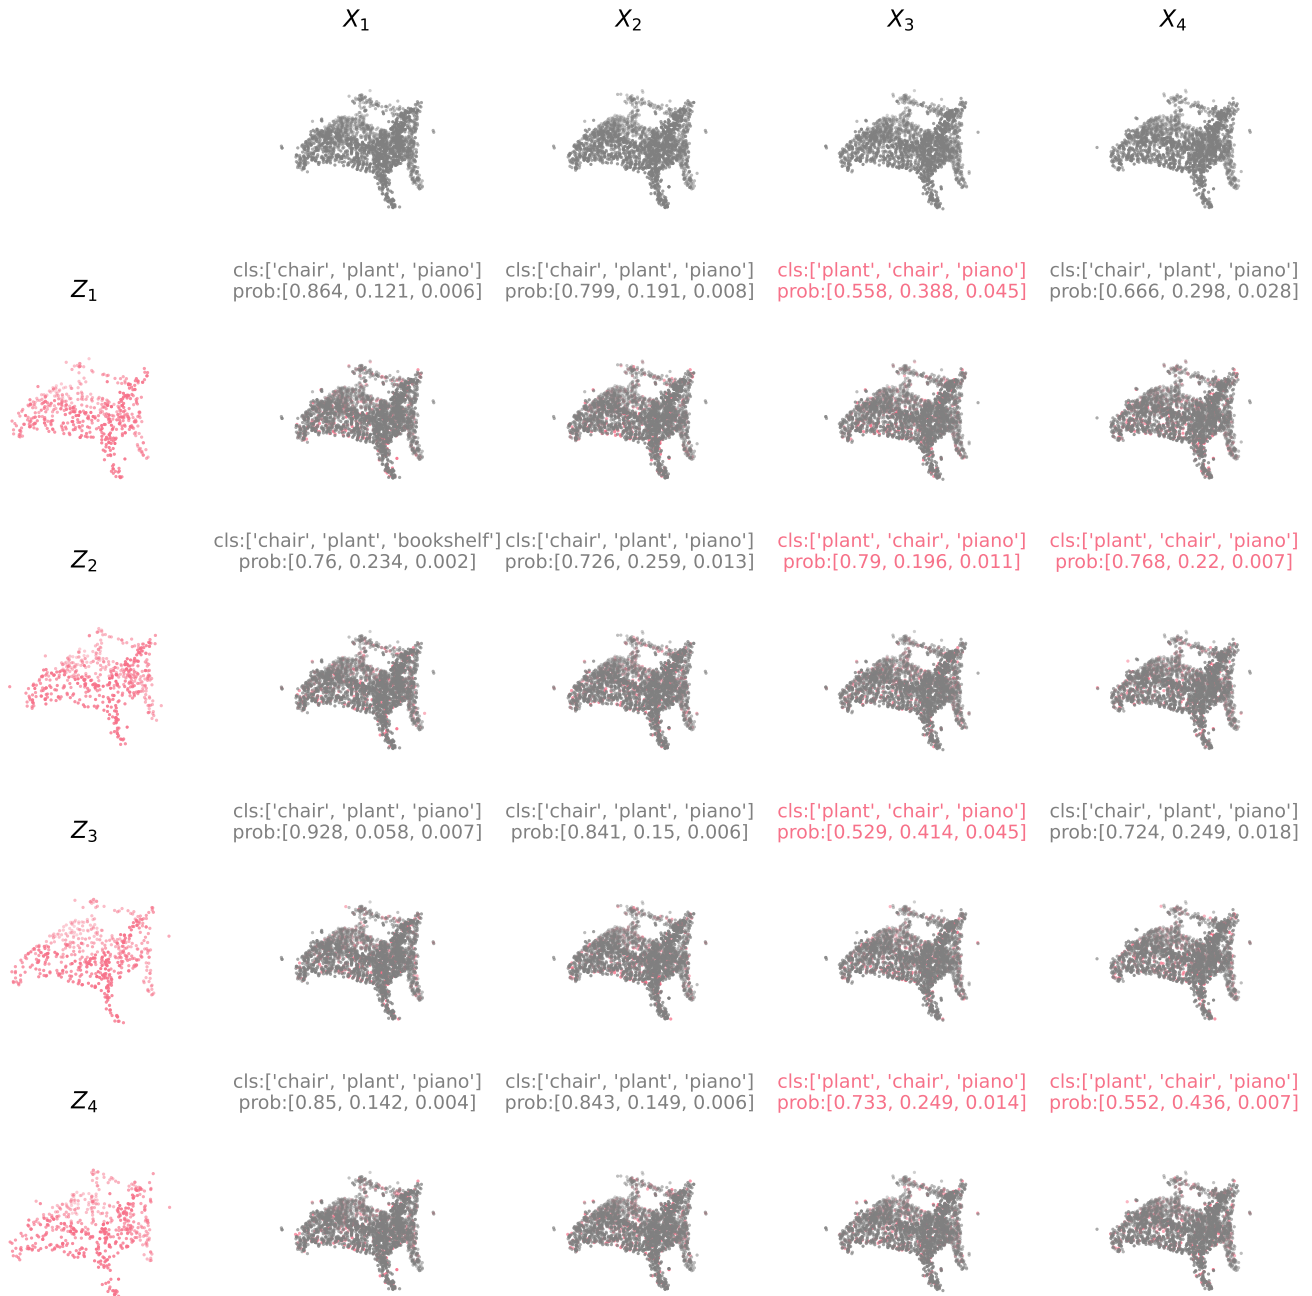 X₁ X₂ X₃ X₄
Z₁
cls:['chair', 'plant', 'piano']
prob:[0.864, 0.121, 0.006]
cls:['chair', 'plant', 'piano']
prob:[0.799, 0.191, 0.008]
cls:['plant', 'chair', 'piano']
prob:[0.558, 0.388, 0.045]
cls:['chair', 'plant', 'piano']
prob:[0.666, 0.298, 0.028]
Z₂
cls:['chair', 'plant', 'bookshelf']
prob:[0.76, 0.234, 0.002]
cls:['chair', 'plant', 'piano']
prob:[0.726, 0.259, 0.013]
cls:['plant', 'chair', 'piano']
prob:[0.79, 0.196, 0.011]
cls:['plant', 'chair', 'piano']
prob:[0.768, 0.22, 0.007]
Z₃
cls:['chair', 'plant', 'piano']
prob:[0.928, 0.058, 0.007]
cls:['chair', 'plant', 'piano']
prob:[0.841, 0.15, 0.006]
cls:['plant', 'chair', 'piano']
prob:[0.529, 0.414, 0.045]
cls:['chair', 'plant', 'piano']
prob:[0.724, 0.249, 0.018]
Z₄
cls:['chair', 'plant', 'piano']
prob:[0.85, 0.142, 0.004]
cls:['chair', 'plant', 'piano']
prob:[0.843, 0.149, 0.006]
cls:['plant', 'chair', 'piano']
prob:[0.733, 0.249, 0.014]
cls:['plant', 'chair', 'piano']
prob:[0.552, 0.436, 0.007]